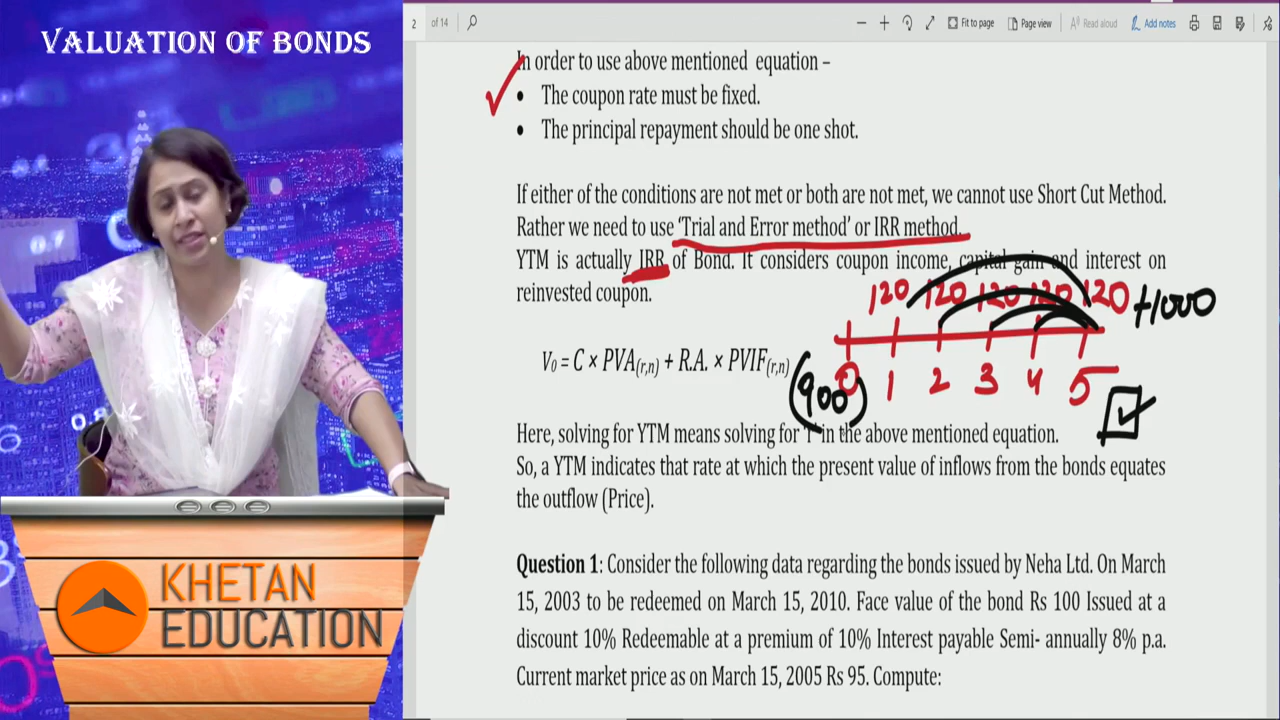 VALUATION OF BONDS
2 of 14
Fit to page
Page view
Read aloud
Add notes
In order to use above mentioned equation –
• The coupon rate must be fixed.
• The principal repayment should be one shot.
If either of the conditions are not met or both are not met, we cannot use Short Cut Method.
Rather we need to use ‘Trial and Error method’ or IRR method.
YTM is actually IRR of Bond. It considers coupon income, capital gain and interest on
reinvested coupon.
120 120 120 120 120 +1000
V₀ = C × PVA(r,n) + R.A. × PVIF(r,n)
0 1 2 3 4 5
(900)
Here, solving for YTM means solving for ‘r’ in the above mentioned equation.
So, a YTM indicates that rate at which the present value of inflows from the bonds equates
the outflow (Price).
Question 1: Consider the following data regarding the bonds issued by Neha Ltd. On March
15, 2003 to be redeemed on March 15, 2010. Face value of the bond Rs 100 Issued at a
discount 10% Redeemable at a premium of 10% Interest payable Semi- annually 8% p.a.
Current market price as on March 15, 2005 Rs 95. Compute:
KHETAN
EDUCATION